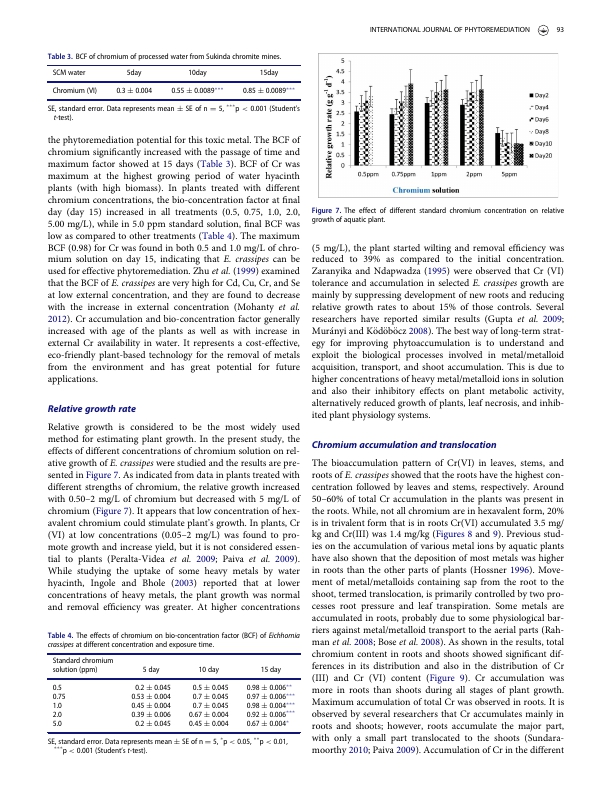 INTERNATIONAL JOURNAL OF PHYTOREMEDIATION 93
Table 3. BCF of chromium of processed water from Sukinda chromite mines.
SCM water 5day 10day 15day
Chromium (VI) 0.3 ± 0.004 0.55 ± 0.0089*** 0.85 ± 0.0089***
SE, standard error. Data represents mean ± SE of n = 5, ***p < 0.001 (Student's
t-test).
the phytoremediation potential for this toxic metal. The BCF of
chromium significantly increased with the passage of time and
maximum factor showed at 15 days (Table 3). BCF of Cr was
maximum at the highest growing period of water hyacinth
plants (with high biomass). In plants treated with different
chromium concentrations, the bio-concentration factor at final
day (day 15) increased in all treatments (0.5, 0.75, 1.0, 2.0,
5.00 mg/L), while in 5.0 ppm standard solution, final BCF was
low as compared to other treatments (Table 4). The maximum
BCF (0.98) for Cr was found in both 0.5 and 1.0 mg/L of chro-
mium solution on day 15, indicating that E. crassipes can be
used for effective phytoremediation. Zhu et al. (1999) examined
that the BCF of E. crassipes are very high for Cd, Cu, Cr, and Se
at low external concentration, and they are found to decrease
with the increase in external concentration (Mohanty et al.
2012). Cr accumulation and bio-concentration factor generally
increased with age of the plants as well as with increase in
external Cr availability in water. It represents a cost-effective,
eco-friendly plant-based technology for the removal of metals
from the environment and has great potential for future
applications.
Relative growth rate
Relative growth is considered to be the most widely used
method for estimating plant growth. In the present study, the
effects of different concentrations of chromium solution on rel-
ative growth of E. crassipes were studied and the results are pre-
sented in Figure 7. As indicated from data in plants treated with
different strengths of chromium, the relative growth increased
with 0.50–2 mg/L of chromium but decreased with 5 mg/L of
chromium (Figure 7). It appears that low concentration of hex-
avalent chromium could stimulate plant's growth. In plants, Cr
(VI) at low concentrations (0.05–2 mg/L) was found to pro-
mote growth and increase yield, but it is not considered essen-
tial to plants (Peralta-Videa et al. 2009; Paiva et al. 2009).
While studying the uptake of some heavy metals by water
hyacinth, Ingole and Bhole (2003) reported that at lower
concentrations of heavy metals, the plant growth was normal
and removal efficiency was greater. At higher concentrations
Table 4. The effects of chromium on bio-concentration factor (BCF) of Eichhornia
crassipes at different concentration and exposure time.
Standard chromium
solution (ppm) 5 day 10 day 15 day
0.5 0.2 ± 0.045 0.5 ± 0.045 0.98 ± 0.006**
0.75 0.53 ± 0.004 0.7 ± 0.045 0.97 ± 0.006***
1.0 0.45 ± 0.004 0.7 ± 0.045 0.98 ± 0.004***
2.0 0.39 ± 0.006 0.67 ± 0.004 0.92 ± 0.006***
5.0 0.2 ± 0.045 0.45 ± 0.004 0.67 ± 0.004*
SE, standard error. Data represents mean ± SE of n = 5, *p < 0.05, **p < 0.01,
***p < 0.001 (Student's t-test).
Relative growth rate (g g⁻¹ d⁻¹)
5
4.5
4
3.5
3
2.5
2
1.5
1
0.5
0
0.5ppm 0.75ppm 1ppm 2ppm 5ppm
Chromium solution
Day2
Day4
Day6
Day8
Day10
Day20
Figure 7. The effect of different standard chromium concentration on relative
growth of aquatic plant.
(5 mg/L), the plant started wilting and removal efficiency was
reduced to 39% as compared to the initial concentration.
Zaranyika and Ndapwadza (1995) were observed that Cr (VI)
tolerance and accumulation in selected E. crassipes growth are
mainly by suppressing development of new roots and reducing
relative growth rates to about 15% of those controls. Several
researchers have reported similar results (Gupta et al. 2009;
Murányi and Ködöböcz 2008). The best way of long-term strat-
egy for improving phytoaccumulation is to understand and
exploit the biological processes involved in metal/metalloid
acquisition, transport, and shoot accumulation. This is due to
higher concentrations of heavy metal/metalloid ions in solution
and also their inhibitory effects on plant metabolic activity,
alternatively reduced growth of plants, leaf necrosis, and inhib-
ited plant physiology systems.
Chromium accumulation and translocation
The bioaccumulation pattern of Cr(VI) in leaves, stems, and
roots of E. crassipes showed that the roots have the highest con-
centration followed by leaves and stems, respectively. Around
50–60% of total Cr accumulation in the plants was present in
the roots. While, not all chromium are in hexavalent form, 20%
is in trivalent form that is in roots Cr(VI) accumulated 3.5 mg/
kg and Cr(III) was 1.4 mg/kg (Figures 8 and 9). Previous stud-
ies on the accumulation of various metal ions by aquatic plants
have also shown that the deposition of most metals was higher
in roots than the other parts of plants (Hossner 1996). Move-
ment of metal/metalloids containing sap from the root to the
shoot, termed translocation, is primarily controlled by two pro-
cesses root pressure and leaf transpiration. Some metals are
accumulated in roots, probably due to some physiological bar-
riers against metal/metalloid transport to the aerial parts (Rah-
man et al. 2008; Bose et al. 2008). As shown in the results, total
chromium content in roots and shoots showed significant dif-
ferences in its distribution and also in the distribution of Cr
(III) and Cr (VI) content (Figure 9). Cr accumulation was
more in roots than shoots during all stages of plant growth.
Maximum accumulation of total Cr was observed in roots. It is
observed by several researchers that Cr accumulates mainly in
roots and shoots; however, roots accumulate the major part,
with only a small part translocated to the shoots (Sundara-
moorthy 2010; Paiva 2009). Accumulation of Cr in the different